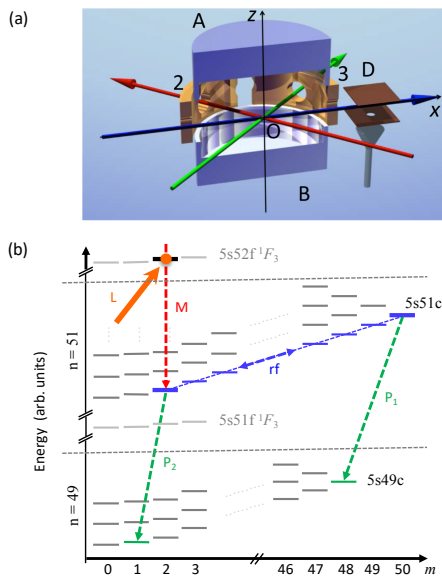 (a)
z
A
2
3
D
O
x
B
(b)
5s52f ¹F₃
L
M
n = 51
5s51c
rf
P₁
5s51f ¹F₃
P₂
Energy (arb. units)
n = 49
5s49c
0 1 2 3 46 47 48 49 50 m